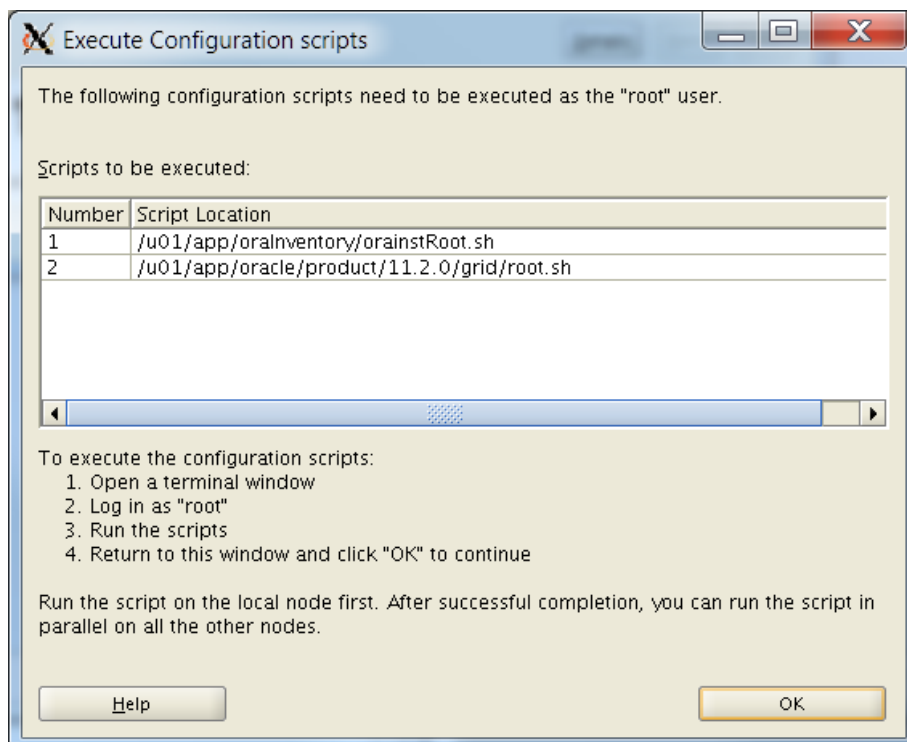 Execute Configuration scripts
The following configuration scripts need to be executed as the "root" user.
Scripts to be executed:
Number Script Location
1 /u01/app/oraInventory/orainstRoot.sh
2 /u01/app/oracle/product/11.2.0/grid/root.sh
To execute the configuration scripts:
1. Open a terminal window
2. Log in as "root"
3. Run the scripts
4. Return to this window and click "OK" to continue
Run the script on the local node first. After successful completion, you can run the script in
parallel on all the other nodes.
Help OK